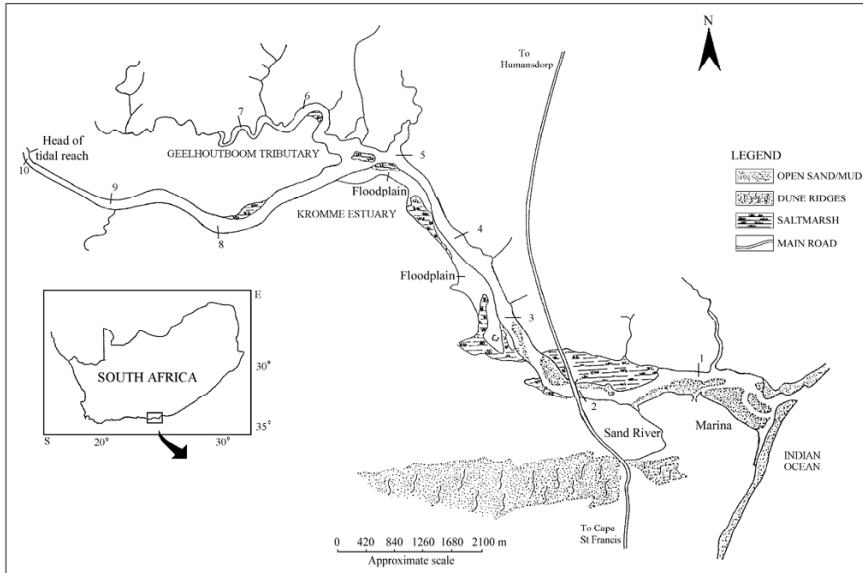 N
To
Humansdorp
6
7
Head of
tidal reach
GEELHOUTBOOM TRIBUTARY
5
10
LEGEND
OPEN SAND/MUD
Floodplain
9
DUNE RIDGES
KROMME ESTUARY
SALTMARSH
8
4
MAIN ROAD
Floodplain
E
3
30°
1
SOUTH AFRICA
2
Sand River
Marina
35°
S
20°
30°
INDIAN
OCEAN
To Cape
St Francis
0 420 840 1260 1680 2100 m
Approximate scale